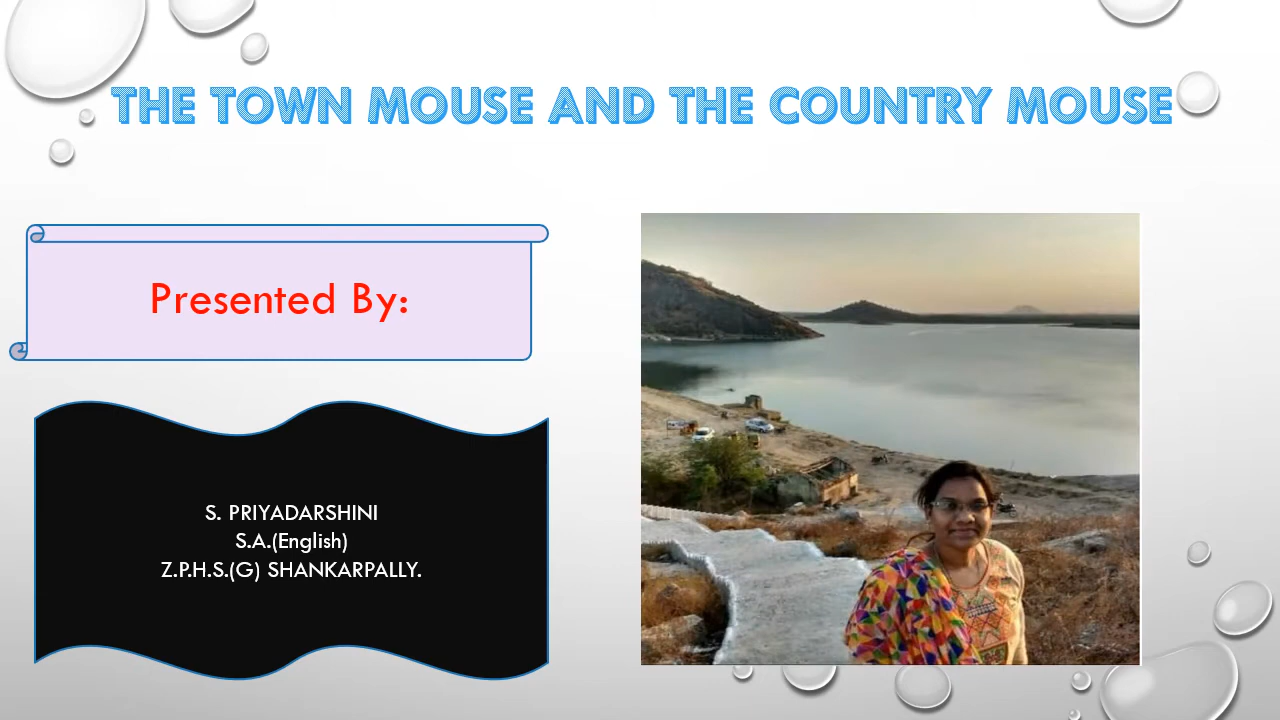 THE TOWN MOUSE AND THE COUNTRY MOUSE
Presented By:
S. PRIYADARSHINI
S.A.(English)
Z.P.H.S.(G) SHANKARPALLY.